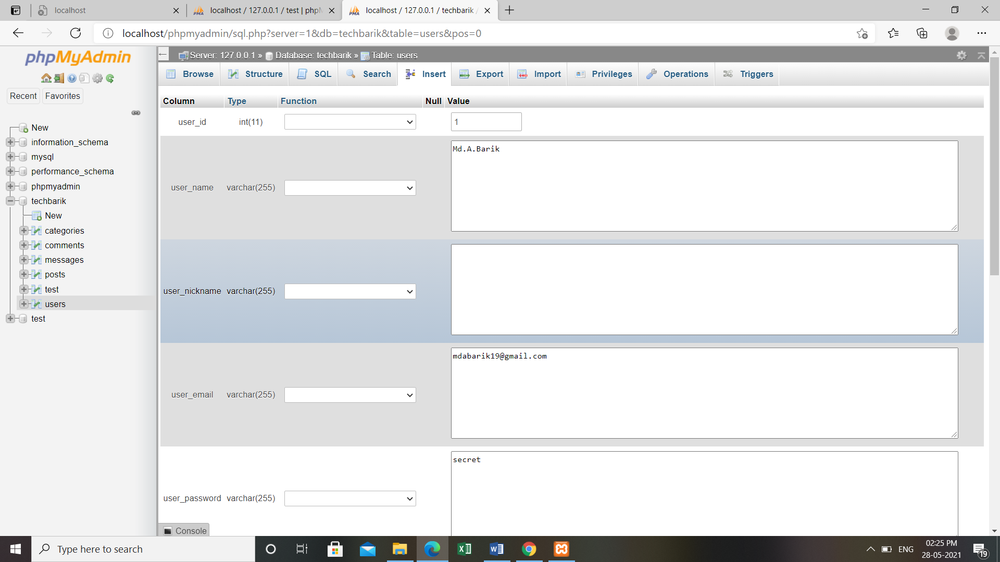 localhost
localhost / 127.0.0.1 / test | phpM
localhost / 127.0.0.1 / techbarik /
localhost/phpmyadmin/sql.php?server=1&db=techbarik&table=users&pos=0
phpMyAdmin
Recent
Favorites
New
information_schema
mysql
performance_schema
phpmyadmin
techbarik
New
categories
comments
messages
posts
test
users
test
Server: 127.0.0.1 » Database: techbarik » Table: users
Browse
Structure
SQL
Search
Insert
Export
Import
Privileges
Operations
Triggers
Column Type Function Null Value
user_id int(11) 1
user_name varchar(255) Md.A.Barik
user_nickname varchar(255)
user_email varchar(255) mdabarik19@gmail.com
user_password varchar(255) secret
Console
Type here to search
ENG
02:25 PM
28-05-2021
19